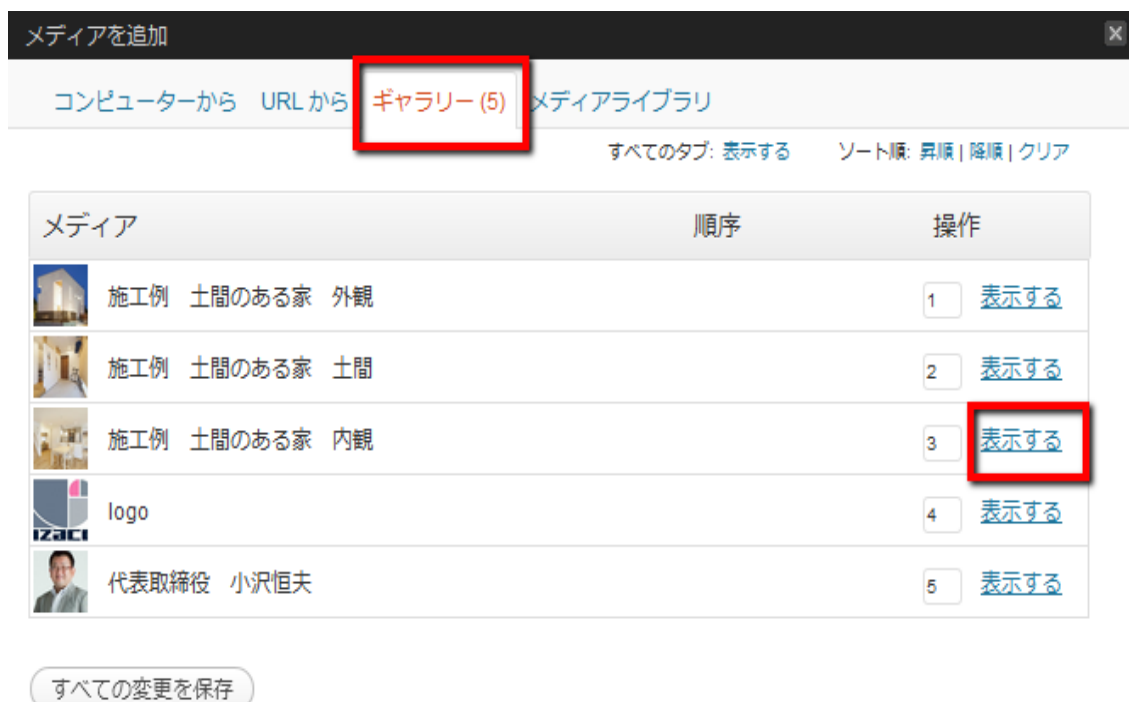 メディアを追加
コンピューターから URL から ギャラリー (5) メディアライブラリ
すべてのタブ: 表示する ソート順: 昇順 | 降順 | クリア
メディア 順序 操作
施工例　土間のある家　外観 1 表示する
施工例　土間のある家　土間 2 表示する
施工例　土間のある家　内観 3 表示する
logo 4 表示する
izaci
代表取締役　小沢恒夫 5 表示する
すべての変更を保存